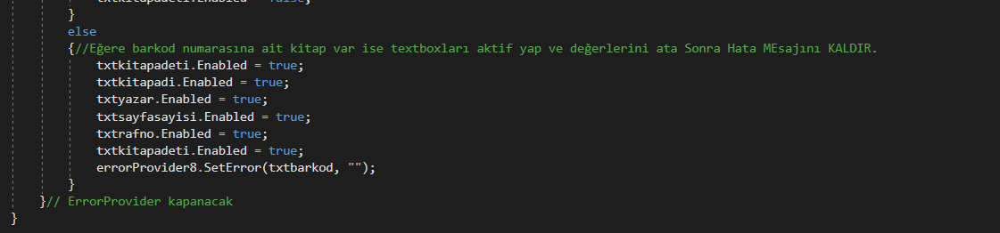 txtkitapadeti.Enabled = false;
}
else
{//Eğere barkod numarasına ait kitap var ise textboxları aktif yap ve değerlerini ata Sonra Hata MEsajını KALDIR.
txtkitapadeti.Enabled = true;
txtkitapadi.Enabled = true;
txtyazar.Enabled = true;
txtsayfasayisi.Enabled = true;
txtrafno.Enabled = true;
txtkitapadeti.Enabled = true;
errorProvider8.SetError(txtbarkod, "");
}
}// ErrorProvider kapanacak
}